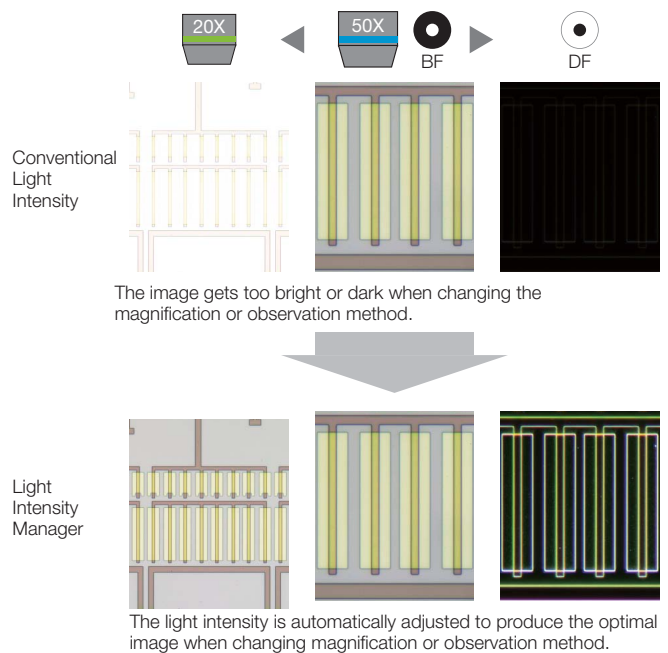 20X
50X
BF
DF
Conventional
Light
Intensity
The image gets too bright or dark when changing the
magnification or observation method.
Light
Intensity
Manager
The light intensity is automatically adjusted to produce the optimal
image when changing magnification or observation method.